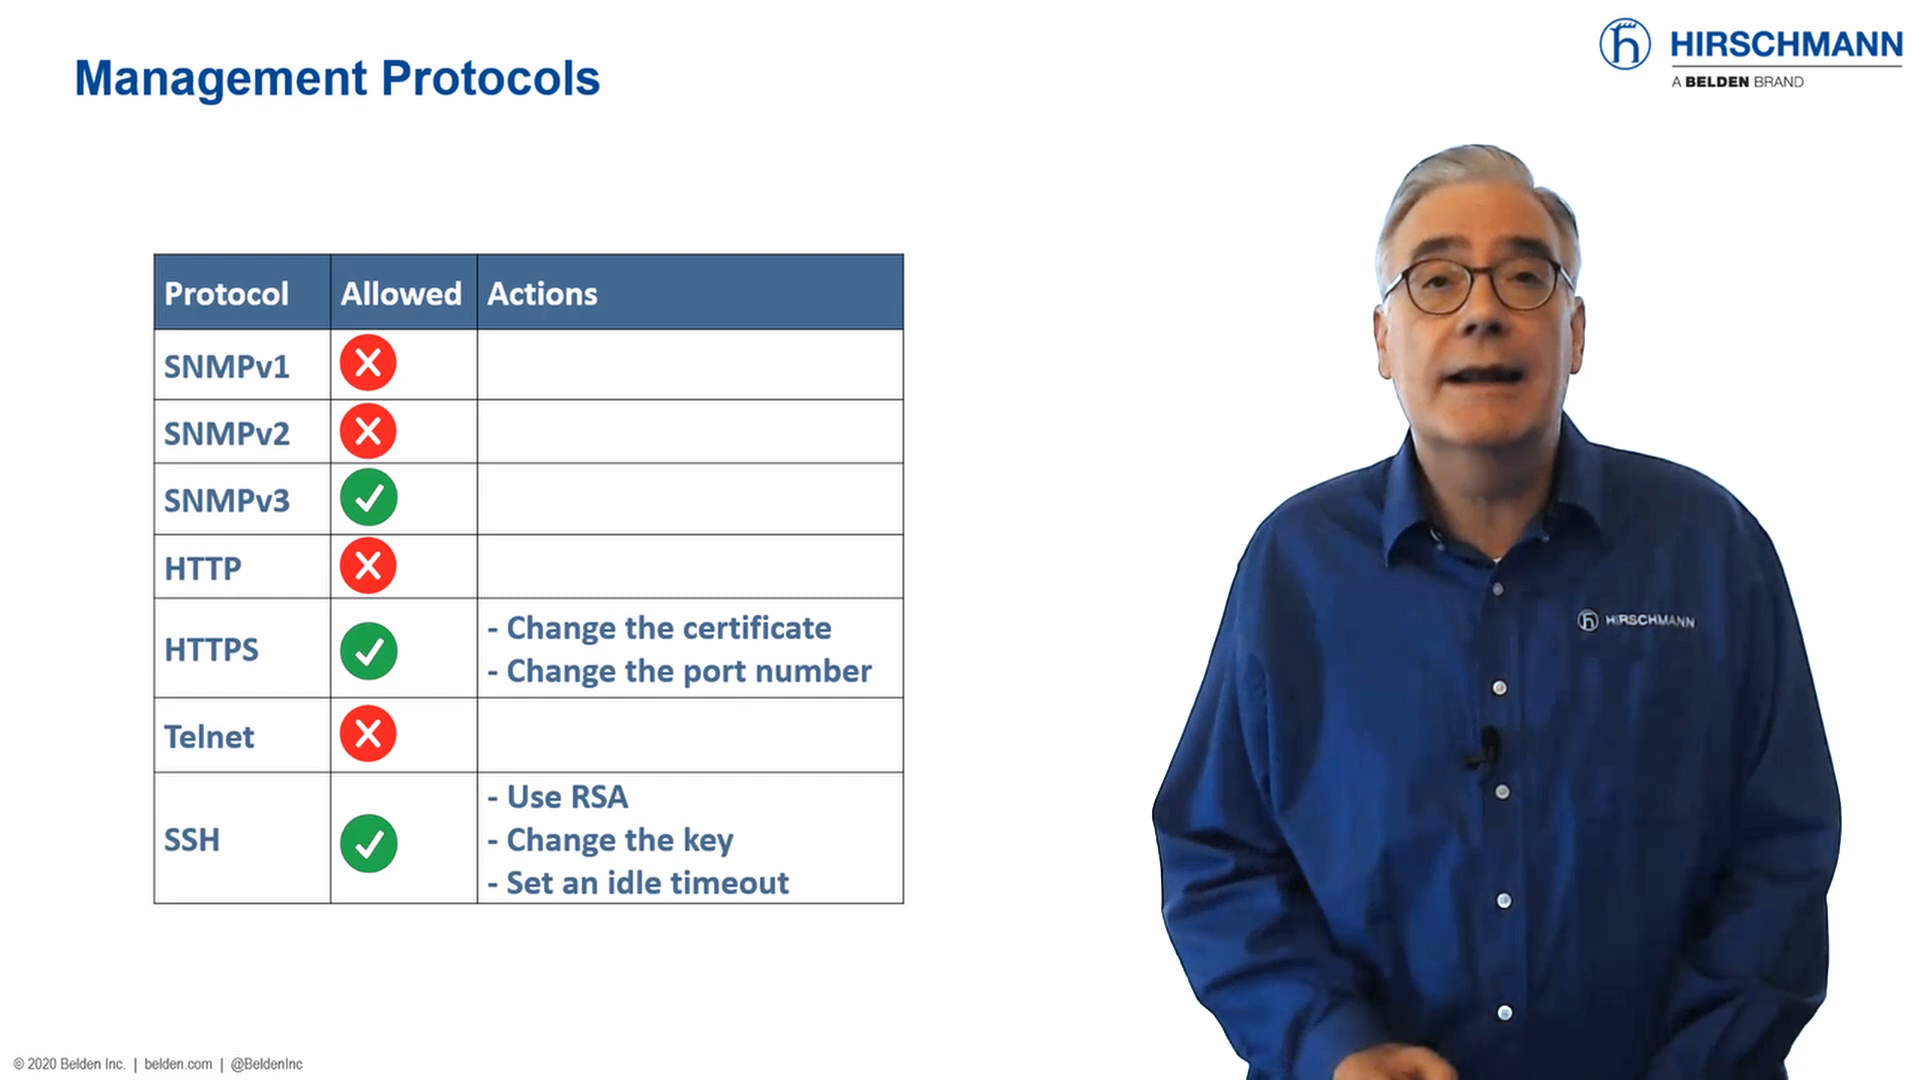 Management Protocols
HIRSCHMANN
A BELDEN BRAND
Protocol Allowed Actions
SNMPv1
SNMPv2
SNMPv3
HTTP
HTTPS
- Change the certificate
- Change the port number
Telnet
SSH
- Use RSA
- Change the key
- Set an idle timeout
HIRSCHMANN
© 2020 Belden Inc. | belden.com | @BeldenInc